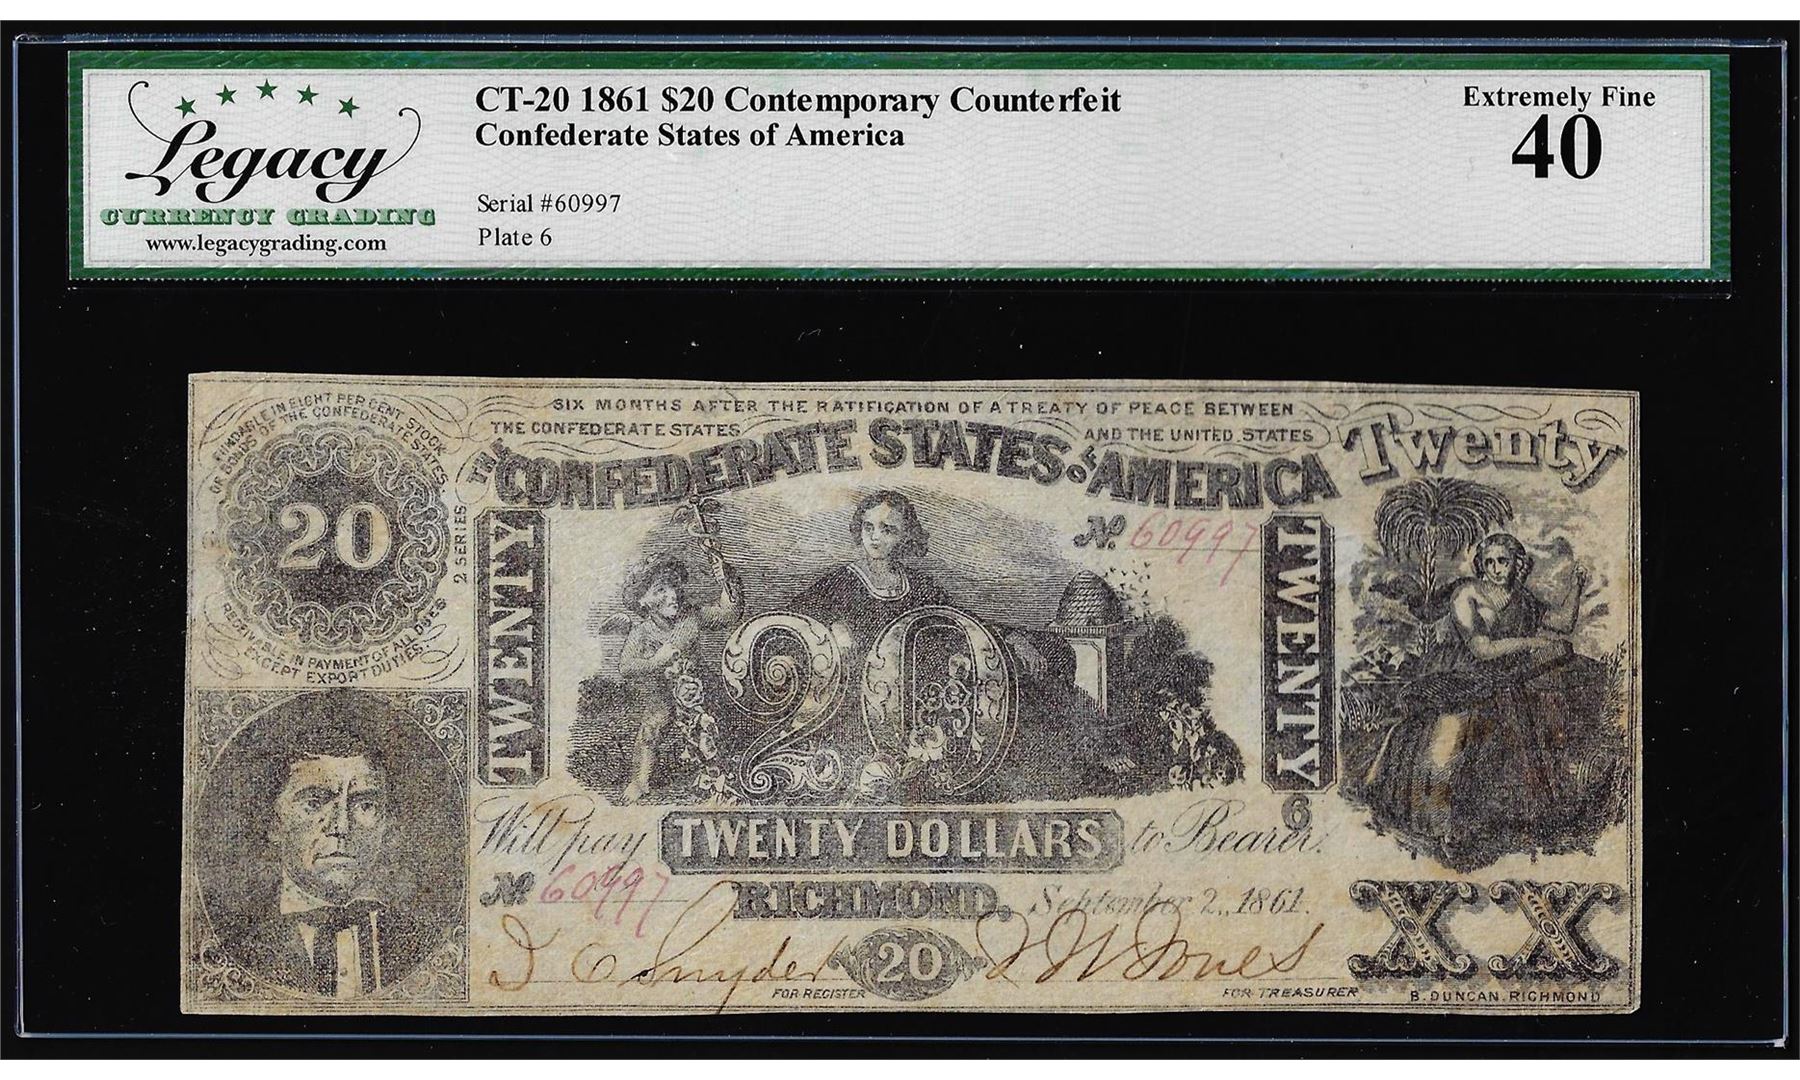 Legacy
CURRENCY GRADING
www.legacygrading.com
CT-20 1861 $20 Contemporary Counterfeit
Confederate States of America
Serial #60997
Plate 6
Extremely Fine
40
FUNDABLE IN EIGHT PER CENT STOCK
OR BONDS OF THE CONFEDERATE STATES.
20
RECEIVABLE IN PAYMENT OF ALL DUES
EXCEPT EXPORT DUTIES.
2 SERIES
SIX MONTHS AFTER THE RATIFICATION OF A TREATY OF PEACE BETWEEN
THE CONFEDERATE STATES AND THE UNITED STATES
THE CONFEDERATE STATES OF AMERICA
Twenty
No. 60997
TWENTY
20
TWENTY
6
Will pay TWENTY DOLLARS to Bearer.
No. 60997
RICHMOND, September 2, 1861.
XX
J C Snyder 20 J W Jones
FOR REGISTER
FOR TREASURER
B. DUNCAN. RICHMOND